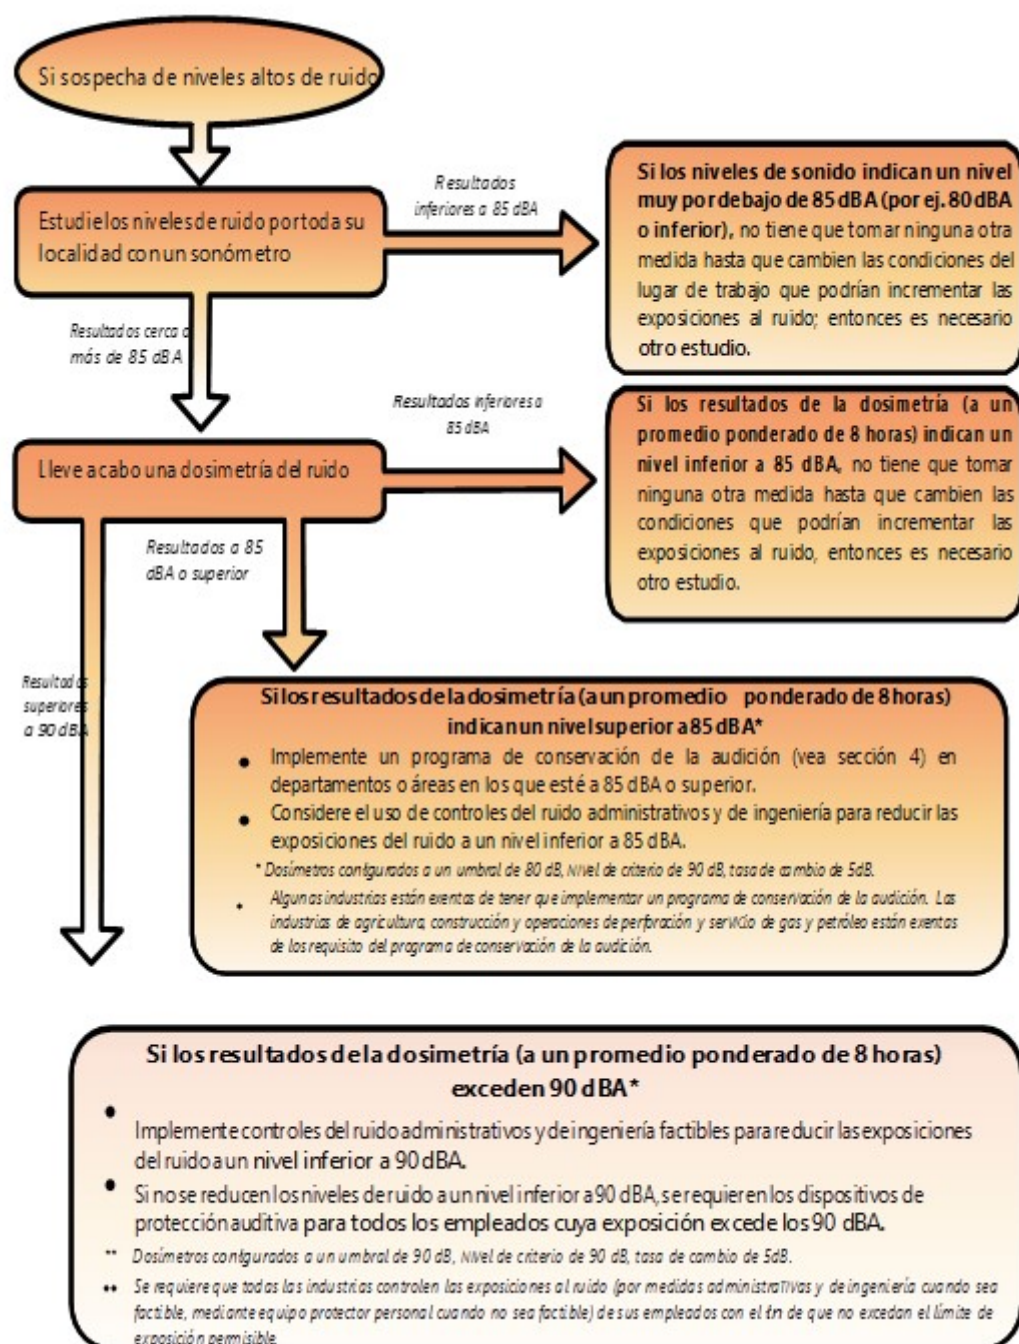 Si sospecha de niveles altos de ruido
Estudie los niveles de ruido por toda su
localidad con un sonómetro
Resultados
inferiores a 85 dBA
Si los niveles de sonido indican un nivel
muy por debajo de 85 dBA (por ej. 80 dBA
o inferior), no tiene que tomar ninguna otra
medida hasta que cambien las condiciones del
lugar de trabajo que podrían incrementar las
exposiciones al ruido; entonces es necesario
otro estudio.
Resultados cerca o
más de 85 dBA
Lleve a cabo una dosimetría del ruido
Resultados inferiores a
85 dBA
Si los resultados de la dosimetría (a un
promedio ponderado de 8 horas) indican un
nivel inferior a 85 dBA, no tiene que tomar
ninguna otra medida hasta que cambien las
condiciones que podrían incrementar las
exposiciones al ruido, entonces es necesario
otro estudio.
Resultados a 85
dBA o superior
Resultados
superiores
a 90 dBA
Si los resultados de la dosimetría (a un promedio ponderado de 8 horas)
indican un nivel superior a 85 dBA*
• Implemente un programa de conservación de la audición (vea sección 4) en
departamentos o áreas en los que esté a 85 dBA o superior.
• Considere el uso de controles del ruido administrativos y de ingeniería para reducir las
exposiciones del ruido a un nivel inferior a 85 dBA.
* Dosímetros configurados a un umbral de 80 dB, nivel de criterio de 90 dB, tasa de cambio de 5dB.
• Algunas industrias están exentas de tener que implementar un programa de conservación de la audición. Las
industrias de agricultura, construcción y operaciones de perforación y servicio de gas y petróleo están exentas
de los requisito del programa de conservación de la audición.
Si los resultados de la dosimetría (a un promedio ponderado de 8 horas)
exceden 90 dBA*
• Implemente controles del ruido administrativos y de ingeniería factibles para reducir las exposiciones
del ruido a un nivel inferior a 90 dBA.
• Si no se reducen los niveles de ruido a un nivel inferior a 90 dBA, se requieren los dispositivos de
protección auditiva para todos los empleados cuya exposición excede los 90 dBA.
** Dosímetros configurados a un umbral de 90 dB, nivel de criterio de 90 dB, tasa de cambio de 5dB.
•• Se requiere que todas las industrias controlen las exposiciones al ruido (por medidas administrativas y de ingeniería cuando sea
factible, mediante equipo protector personal cuando no sea factible) de sus empleados con el fin de que no excedan el límite de
exposición permisible.